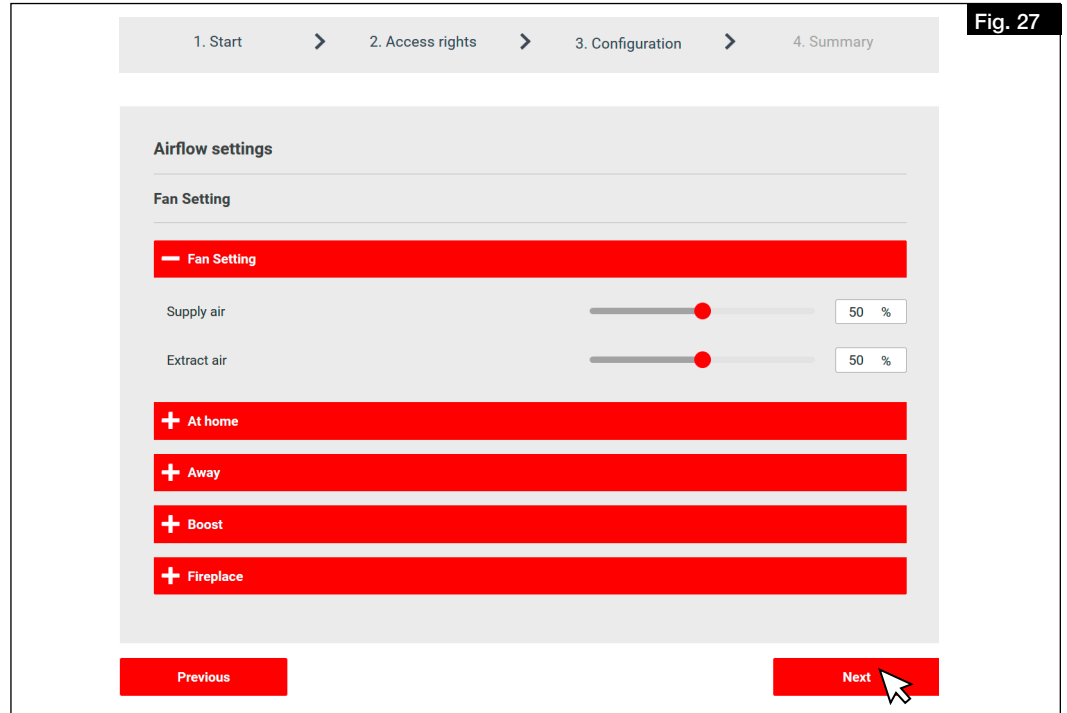 Fig. 27
1. Start 2. Access rights 3. Configuration 4. Summary
Airflow settings
Fan Setting
Fan Setting
Supply air 50 %
Extract air 50 %
At home
Away
Boost
Fireplace
Previous Next